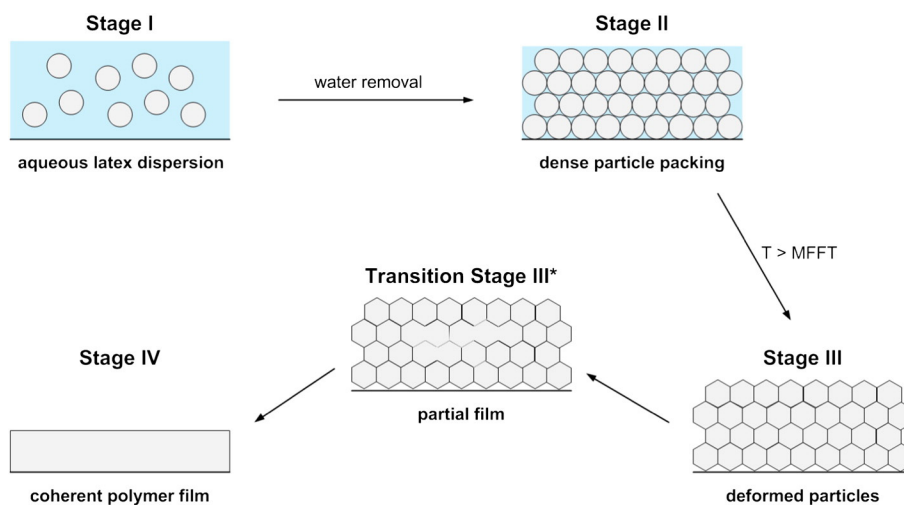 Stage I
aqueous latex dispersion
water removal
Stage II
dense particle packing
T > MFFT
Stage III
deformed particles
Transition Stage III*
partial film
Stage IV
coherent polymer film